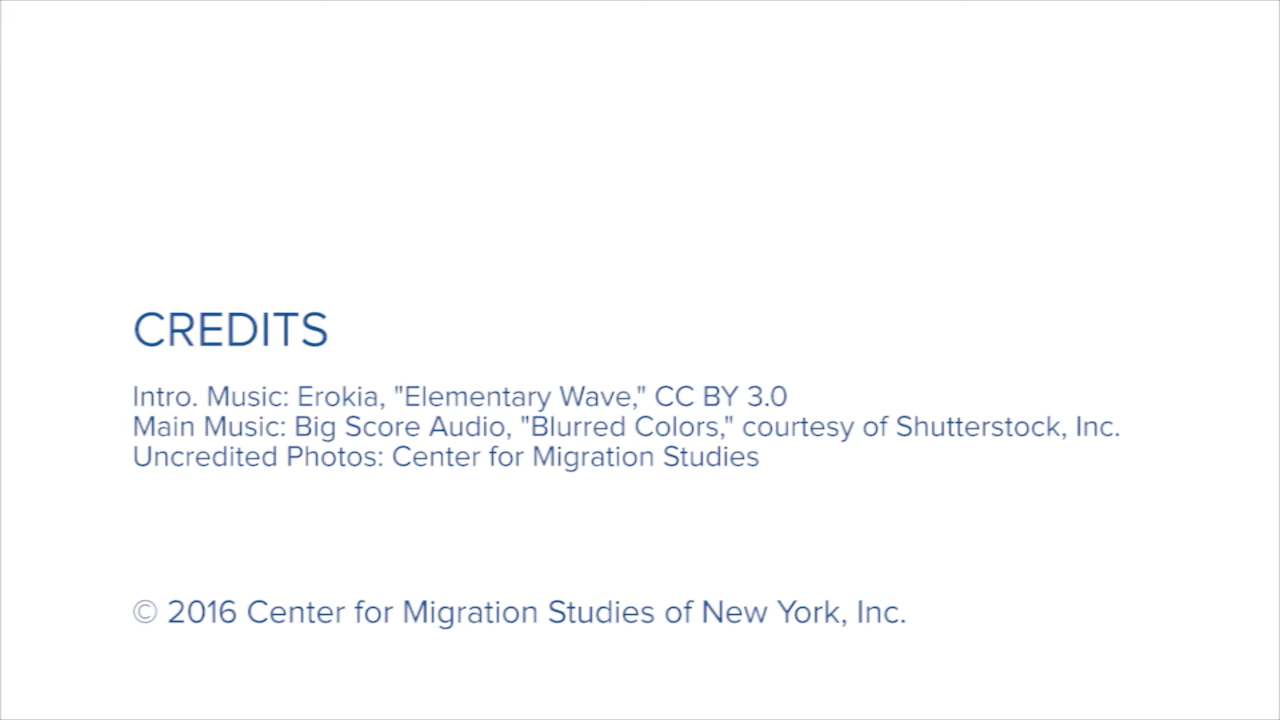 CREDITS
Intro. Music: Erokia, "Elementary Wave," CC BY 3.0
Main Music: Big Score Audio, "Blurred Colors," courtesy of Shutterstock, Inc.
Uncredited Photos: Center for Migration Studies
© 2016 Center for Migration Studies of New York, Inc.